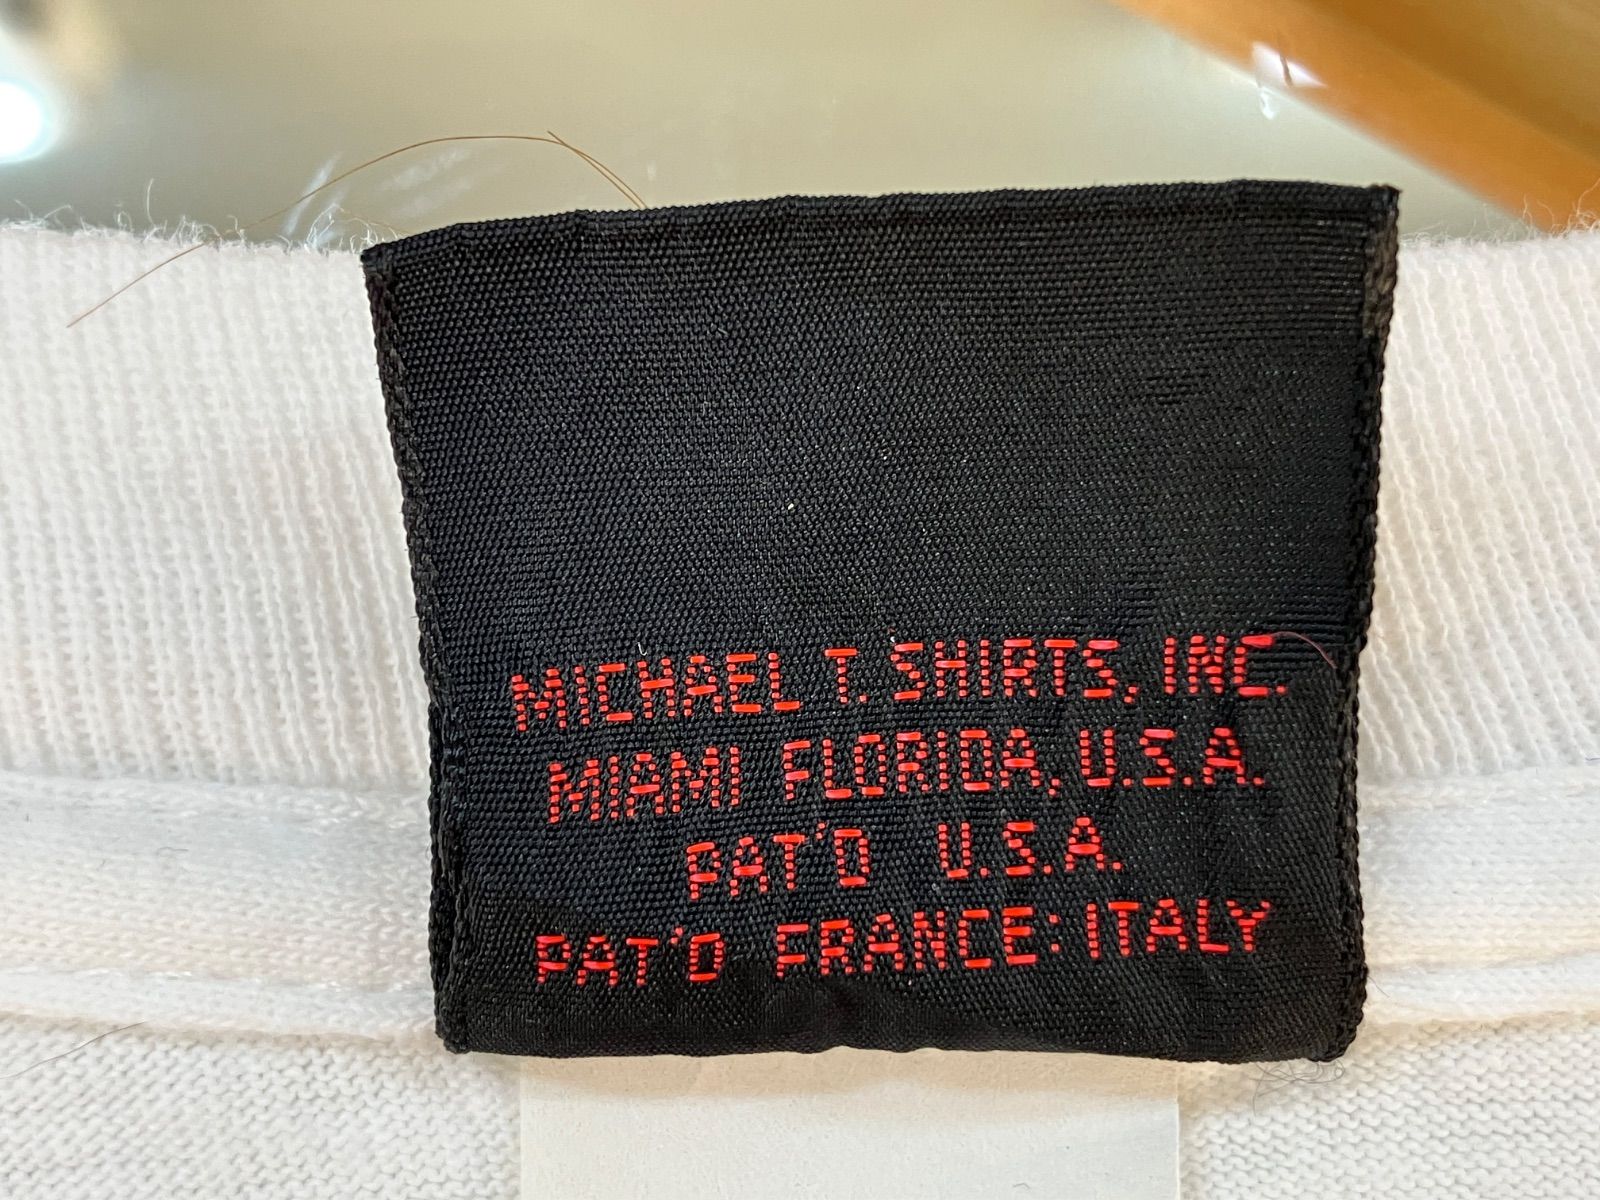 MICHAEL T. SHIRTS, INC.
MIAMI FLORIDA, U.S.A.
PAT'D U.S.A.
PAT'D FRANCE: ITALY